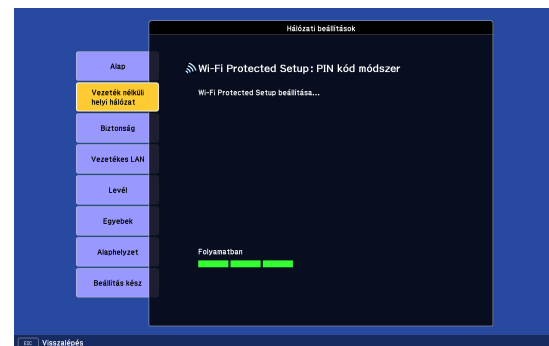 Hálózati beállítások
Alap
Vezeték nélküli
helyi hálózat
Biztonság
Vezetékes LAN
Levél
Egyebek
Alaphelyzet
Beállítás kész
Wi-Fi Protected Setup: PIN kód módszer
Wi-Fi Protected Setup beállítása...
Folyamatban
ESC Visszalépés